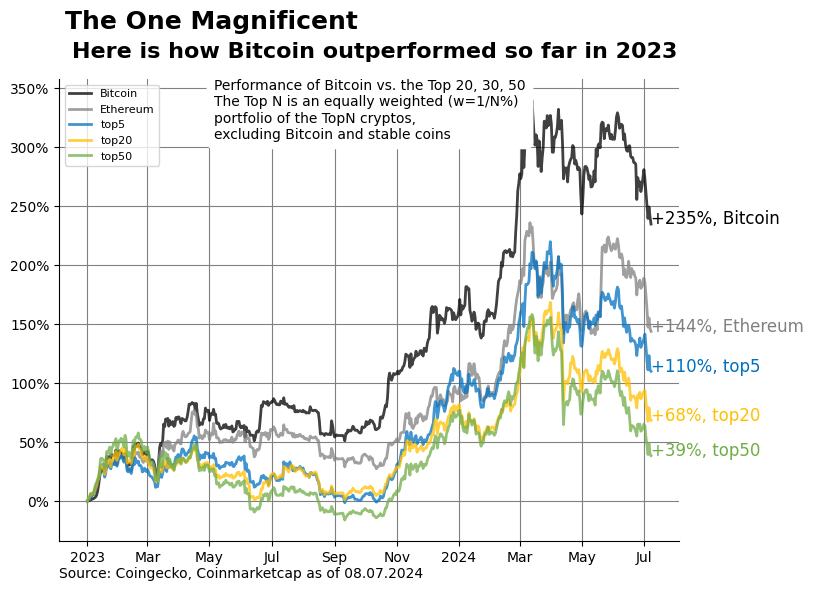 The One Magnificent
Here is how Bitcoin outperformed so far in 2023
Performance of Bitcoin vs. the Top 20, 30, 50
The Top N is an equally weighted (w=1/N%)
portfolio of the TopN cryptos,
excluding Bitcoin and stable coins
Bitcoin
Ethereum
top5
top20
top50
350%
300%
250%
200%
150%
100%
50%
0%
+235%, Bitcoin
+144%, Ethereum
+110%, top5
+68%, top20
+39%, top50
2023 Mar May Jul Sep Nov 2024 Mar May Jul
Source: Coingecko, Coinmarketcap as of 08.07.2024